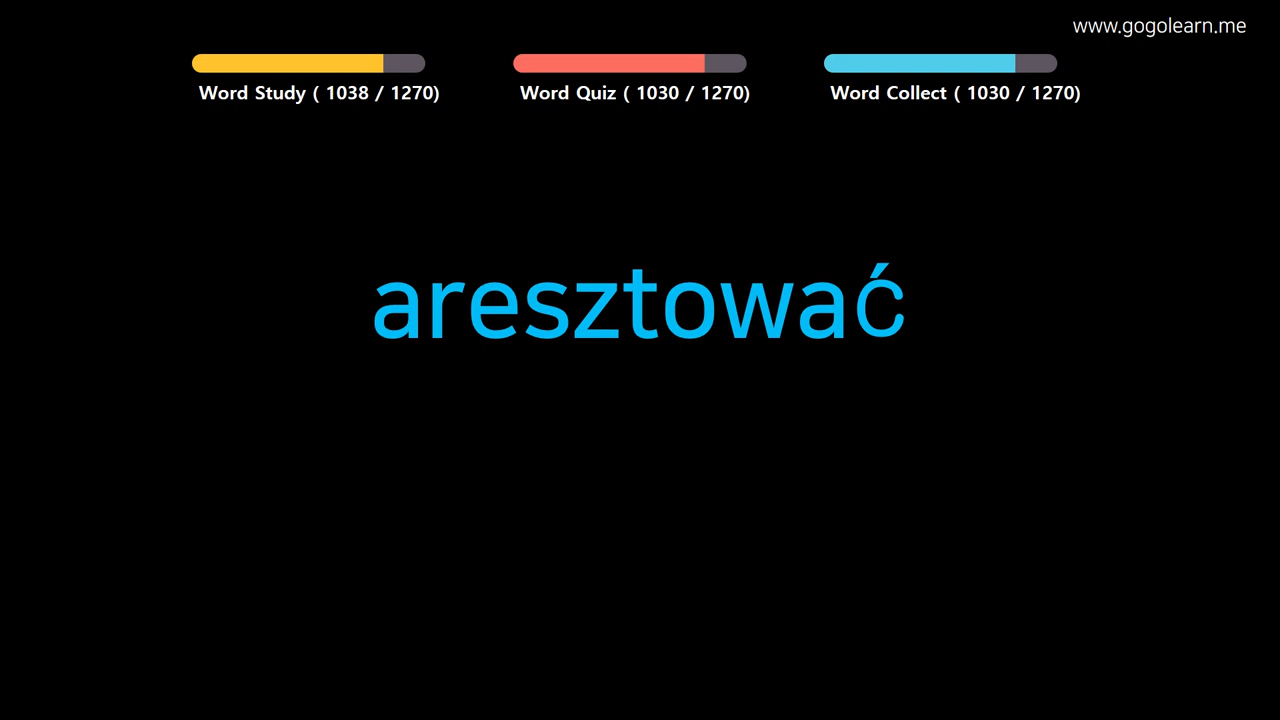 www.gogolearn.me
Word Study ( 1038 / 1270)
Word Quiz ( 1030 / 1270)
Word Collect ( 1030 / 1270)
aresztować